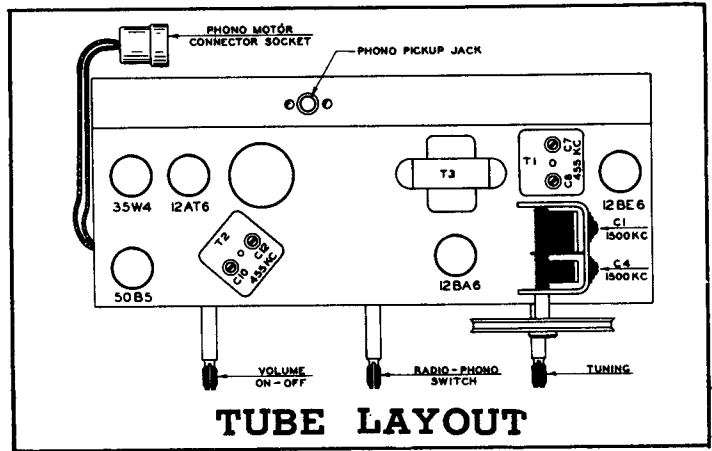 PHONO MOTOR
CONNECTOR SOCKET
PHONO PICKUP JACK
T1
C7
C8
455 KC
T3
35W4
12AT6
12BE6
C1
1500KC
T2
C12
C10
455 KC
C4
1500KC
50B5
12BA6
VOLUME
ON-OFF
RADIO-PHONO
SWITCH
TUNING
TUBE LAYOUT